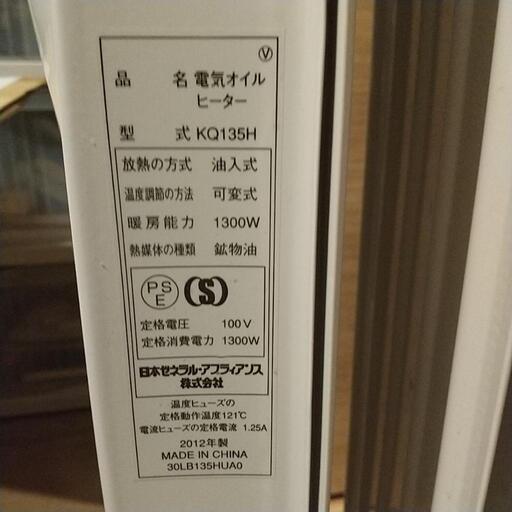 V
品 名 電気オイル
ヒーター
型 式 KQ135H
放熱の方式 油入式
温度調節の方法 可変式
暖房能力 1300W
熱媒体の種類 鉱物油
PS
E
(S)
定格電圧 100V
定格消費電力 1300W
日本ゼネラル・アプライアンス
株式会社
温度ヒューズの
定格動作温度121℃
電流ヒューズの定格電流 1.25A
2012年製
MADE IN CHINA
30LB135HUA0